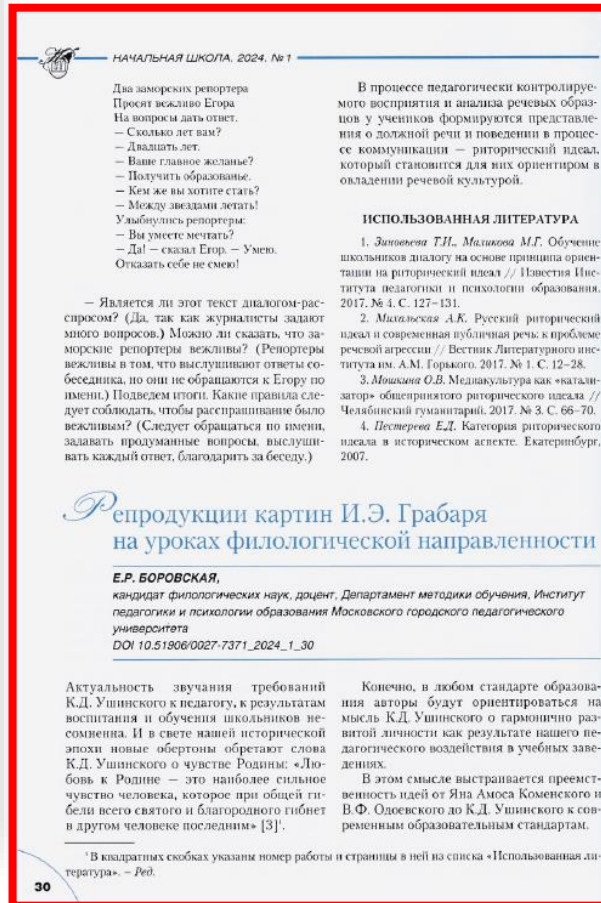 НАЧАЛЬНАЯ ШКОЛА. 2024. № 1
Два заморских репортера
Просят вежливо Егора
На вопросы дать ответ.
— Сколько лет вам?
— Двадцать лет.
— Ваше главное желанье?
— Получить образованье.
— Кем же вы хотите стать?
— Между звездами летать!
Улыбнулись репортеры:
— Вы умеете мечтать?
— Да! — сказал Егор. — Умею.
Отказать себе не смею!
— Является ли этот текст диалогом-рас-
спросом? (Да, так как журналисты задают
много вопросов.) Можно ли сказать, что за-
морские репортеры вежливы? (Репортеры
вежливы в том, что выслушивают ответы со-
беседника, но они не обращаются к Егору по
имени.) Подведем итоги. Какие правила сле-
дует соблюдать, чтобы расспрашивание было
вежливым? (Следует обращаться по имени,
задавать продуманные вопросы, выслуши-
вать каждый ответ, благодарить за беседу.)
В процессе педагогически контролируе-
мого восприятия и анализа речевых образ-
цов у учеников формируются представле-
ния о должной речи и поведении в процес-
се коммуникации — риторический идеал,
который становится для них ориентиром в
овладении речевой культурой.
ИСПОЛЬЗОВАННАЯ ЛИТЕРАТУРА
1. Зиновьева Т.И., Маликова М.Г. Обучение
школьников диалогу на основе принципа ориен-
тации на риторический идеал // Известия Инс-
титута педагогики и психологии образования.
2017. № 4. С. 127–131.
2. Михальская А.К. Русский риторический
идеал и современная публичная речь: к проблеме
речевой агрессии // Вестник Литературного инс-
титута им. А.М. Горького. 2017. № 1. С. 12–28.
3. Мошкина О.В. Медиакультура как «катали-
затор» общепринятого риторического идеала //
Челябинский гуманитарий. 2017. № 3. С. 66–70.
4. Пестерева Е.Д. Категория риторического
идеала в историческом аспекте. Екатеринбург,
2007.
Репродукции картин И.Э. Грабаря
на уроках филологической направленности
Е.Р. БОРОВСКАЯ,
кандидат филологических наук, доцент, Департамент методики обучения, Институт
педагогики и психологии образования Московского городского педагогического
университета
DOI 10.51906/0027-7371_2024_1_30
Актуальность звучания требований
К.Д. Ушинского к педагогу, к результатам
воспитания и обучения школьников не-
сомненна. И в свете нашей исторической
эпохи новые обертоны обретают слова
К.Д. Ушинского о чувстве Родины: «Лю-
бовь к Родине — это наиболее сильное
чувство человека, которое при общей ги-
бели всего святого и благородного гибнет
в другом человеке последним» [3]¹.
Конечно, в любом стандарте образова-
ния авторы будут ориентироваться на
мысль К.Д. Ушинского о гармонично раз-
витой личности как результате нашего пе-
дагогического воздействия в учебных заве-
дениях.
В этом смысле выстраивается преемст-
венность идей от Яна Амоса Коменского и
В.Ф. Одоевского до К.Д. Ушинского к сов-
ременным образовательным стандартам.
¹ В квадратных скобках указаны номер работы и страницы в ней из списка «Использованная ли-
тература». – Ред.
30